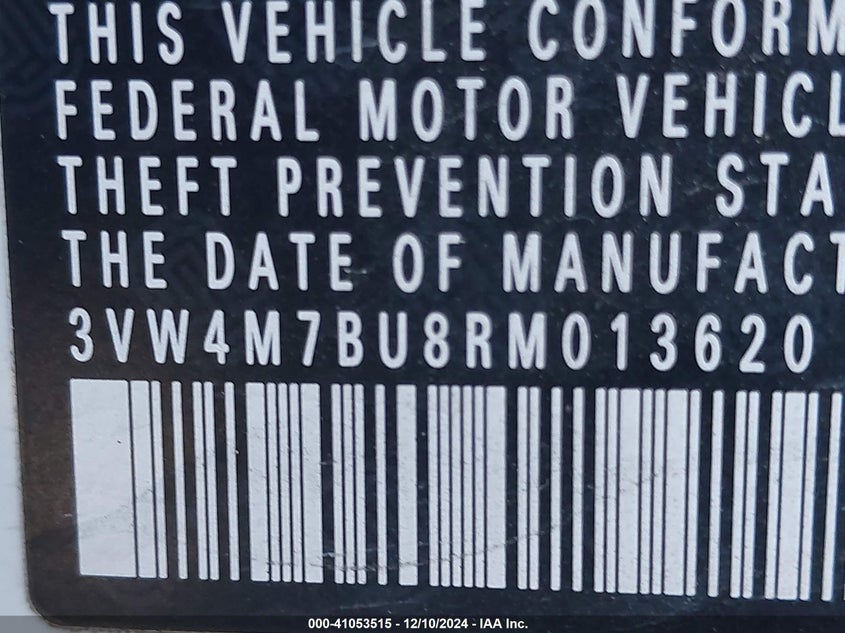 THIS VEHICLE CONFORM
FEDERAL MOTOR VEHICL
THEFT PREVENTION STA
THE DATE OF MANUFACT
3VW4M7BU8RM013620
000-41053515 - 12/10/2024 - IAA Inc.